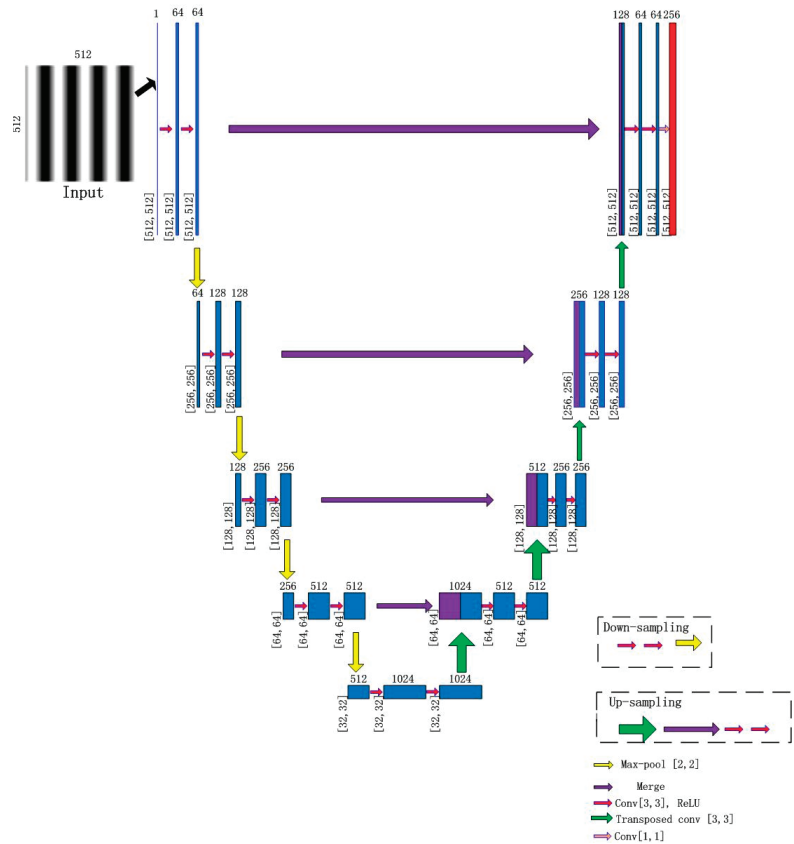 1 64 64
128 64 64 256
512
512
Input
[512,512] [512,512] [512,512]
[512,512] [512,512] [512,512] [512,512]
64 128 128
256 128 128
[256,256] [256,256] [256,256]
[256,256] [256,256] [256,256]
128 256 256
512 256 256
[128,128] [128,128] [128,128]
[128,128] [128,128] [128,128]
256 512 512
1024 512 512
[64,64] [64,64] [64,64]
[64,64] [64,64] [64,64]
512 1024 1024
[32,32] [32,32] [32,32]
Down-sampling
Up-sampling
Max-pool [2,2]
Merge
Conv[3,3], ReLU
Transposed conv [3,3]
Conv[1,1]